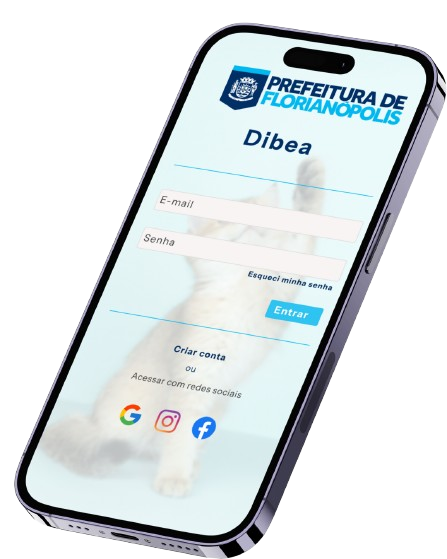 PREFEITURA DE
FLORIANÓPOLIS
Dibea
E-mail
Senha
Esqueci minha senha
Entrar
Criar conta
ou
Acessar com redes sociais